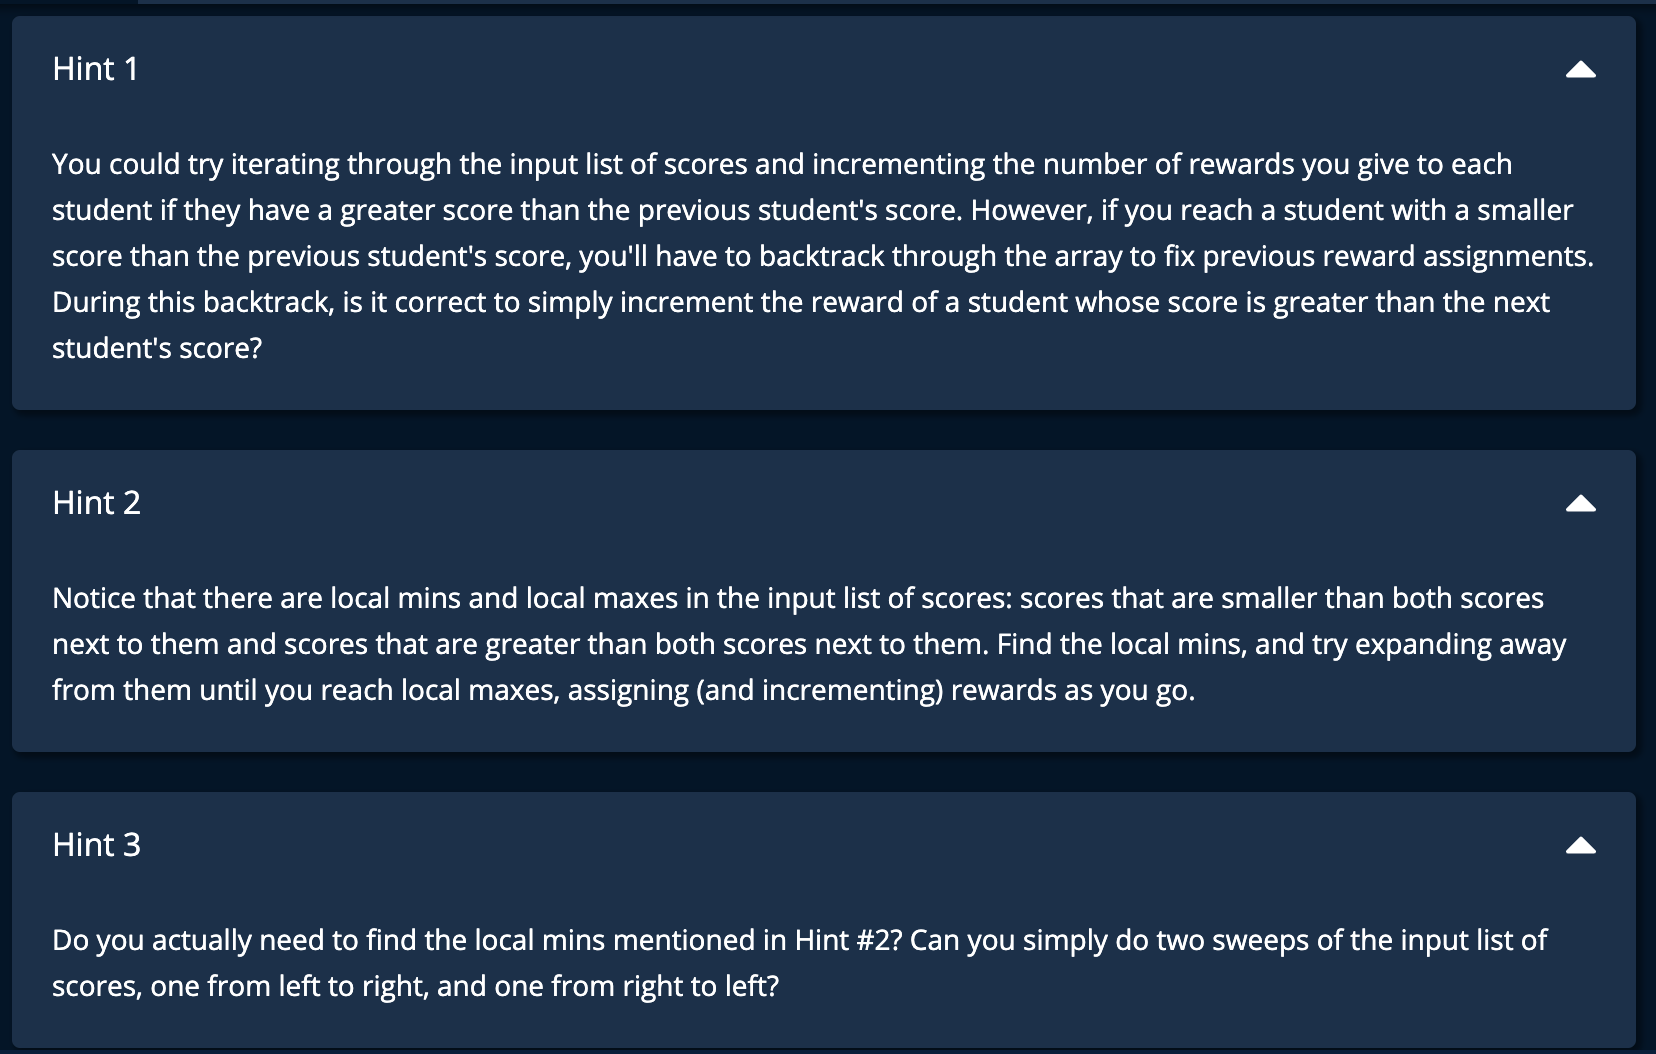 Hint 1
You could try iterating through the input list of scores and incrementing the number of rewards you give to each
student if they have a greater score than the previous student's score. However, if you reach a student with a smaller
score than the previous student's score, you'll have to backtrack through the array to fix previous reward assignments.
During this backtrack, is it correct to simply increment the reward of a student whose score is greater than the next
student's score?
Hint 2
Notice that there are local mins and local maxes in the input list of scores: scores that are smaller than both scores
next to them and scores that are greater than both scores next to them. Find the local mins, and try expanding away
from them until you reach local maxes, assigning (and incrementing) rewards as you go.
Hint 3
Do you actually need to find the local mins mentioned in Hint #2? Can you simply do two sweeps of the input list of
scores, one from left to right, and one from right to left?